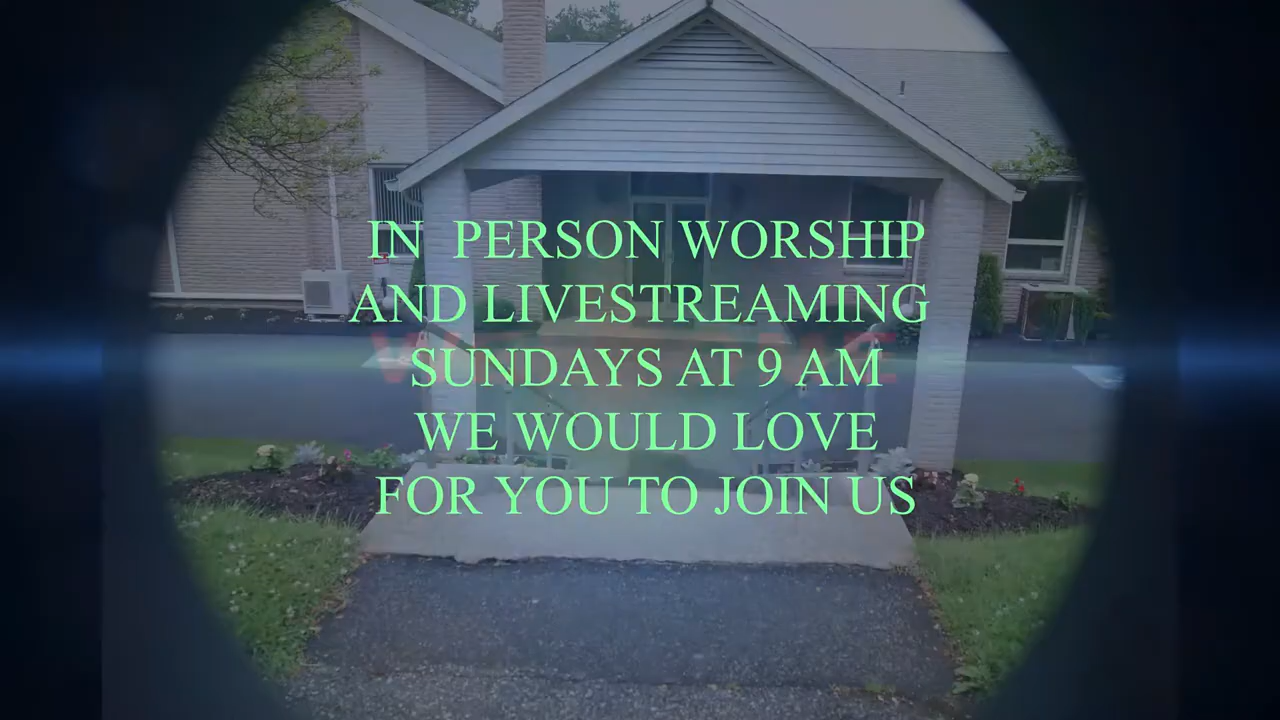 IN  PERSON WORSHIP
AND LIVESTREAMING
SUNDAYS AT 9 AM
WE WOULD LOVE
FOR YOU TO JOIN US